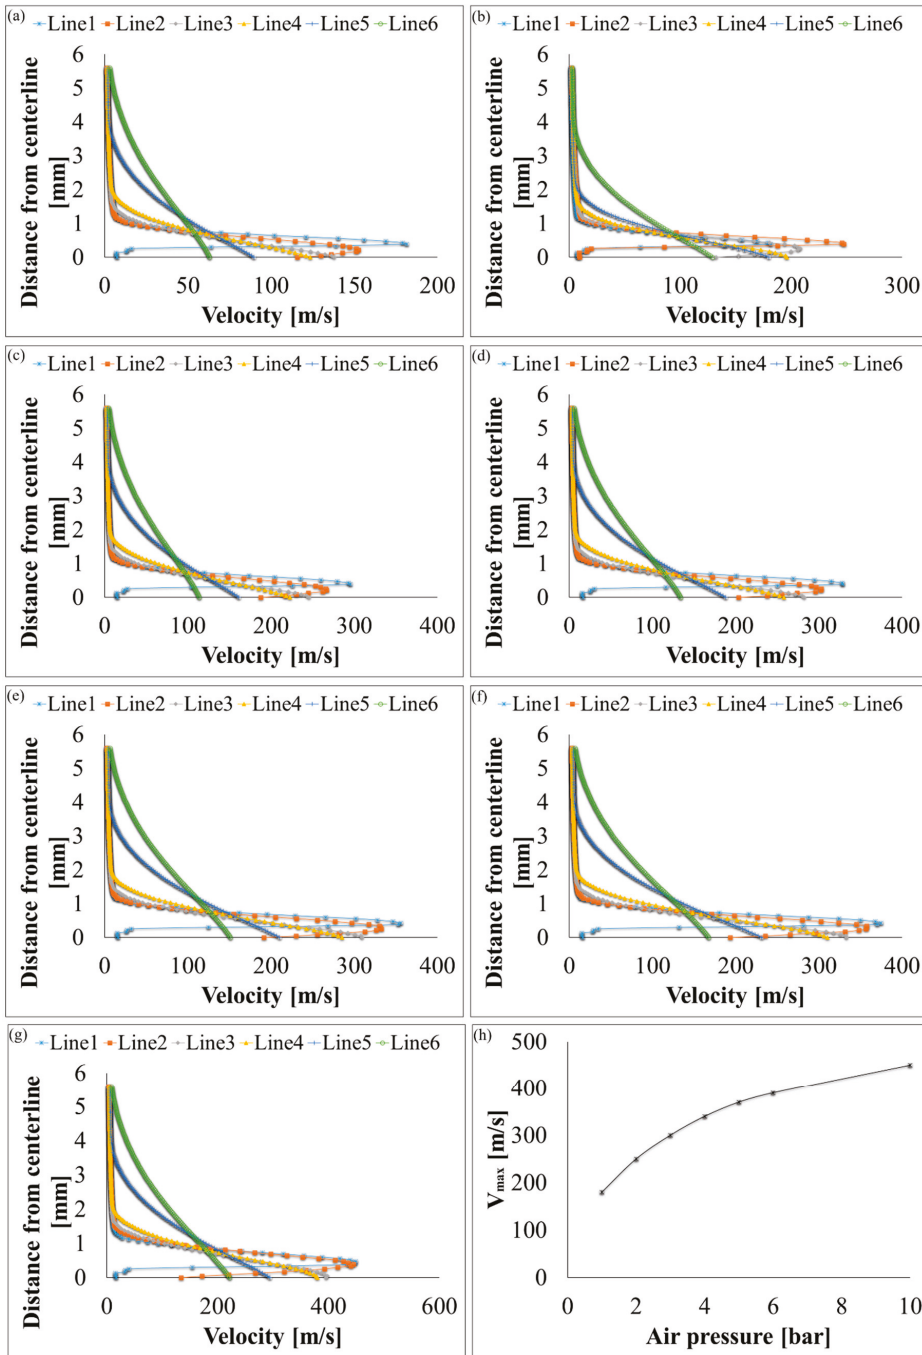 (a)
Line1 Line2 Line3 Line4 Line5 Line6
6
5
4
3
2
1
0
Distance from centerline
[mm]
0 50 100 150 200
Velocity [m/s]
(b)
Line1 Line2 Line3 Line4 Line5 Line6
6
5
4
3
2
1
0
Distance from centerline
[mm]
0 100 200 300
Velocity [m/s]
(c)
Line1 Line2 Line3 Line4 Line5 Line6
6
5
4
3
2
1
0
Distance from centerline
[mm]
0 100 200 300 400
Velocity [m/s]
(d)
Line1 Line2 Line3 Line4 Line5 Line6
6
5
4
3
2
1
0
Distance from centerline
[mm]
0 100 200 300 400
Velocity [m/s]
(e)
Line1 Line2 Line3 Line4 Line5 Line6
6
5
4
3
2
1
0
Distance from centerline
[mm]
0 100 200 300 400
Velocity [m/s]
(f)
Line1 Line2 Line3 Line4 Line5 Line6
6
5
4
3
2
1
0
Distance from centerline
[mm]
0 100 200 300 400
Velocity [m/s]
(g)
Line1 Line2 Line3 Line4 Line5 Line6
6
5
4
3
2
1
0
Distance from centerline
[mm]
0 200 400 600
Velocity [m/s]
(h)
500
400
300
200
100
0
Vmax [m/s]
0 2 4 6 8 10
Air pressure [bar]